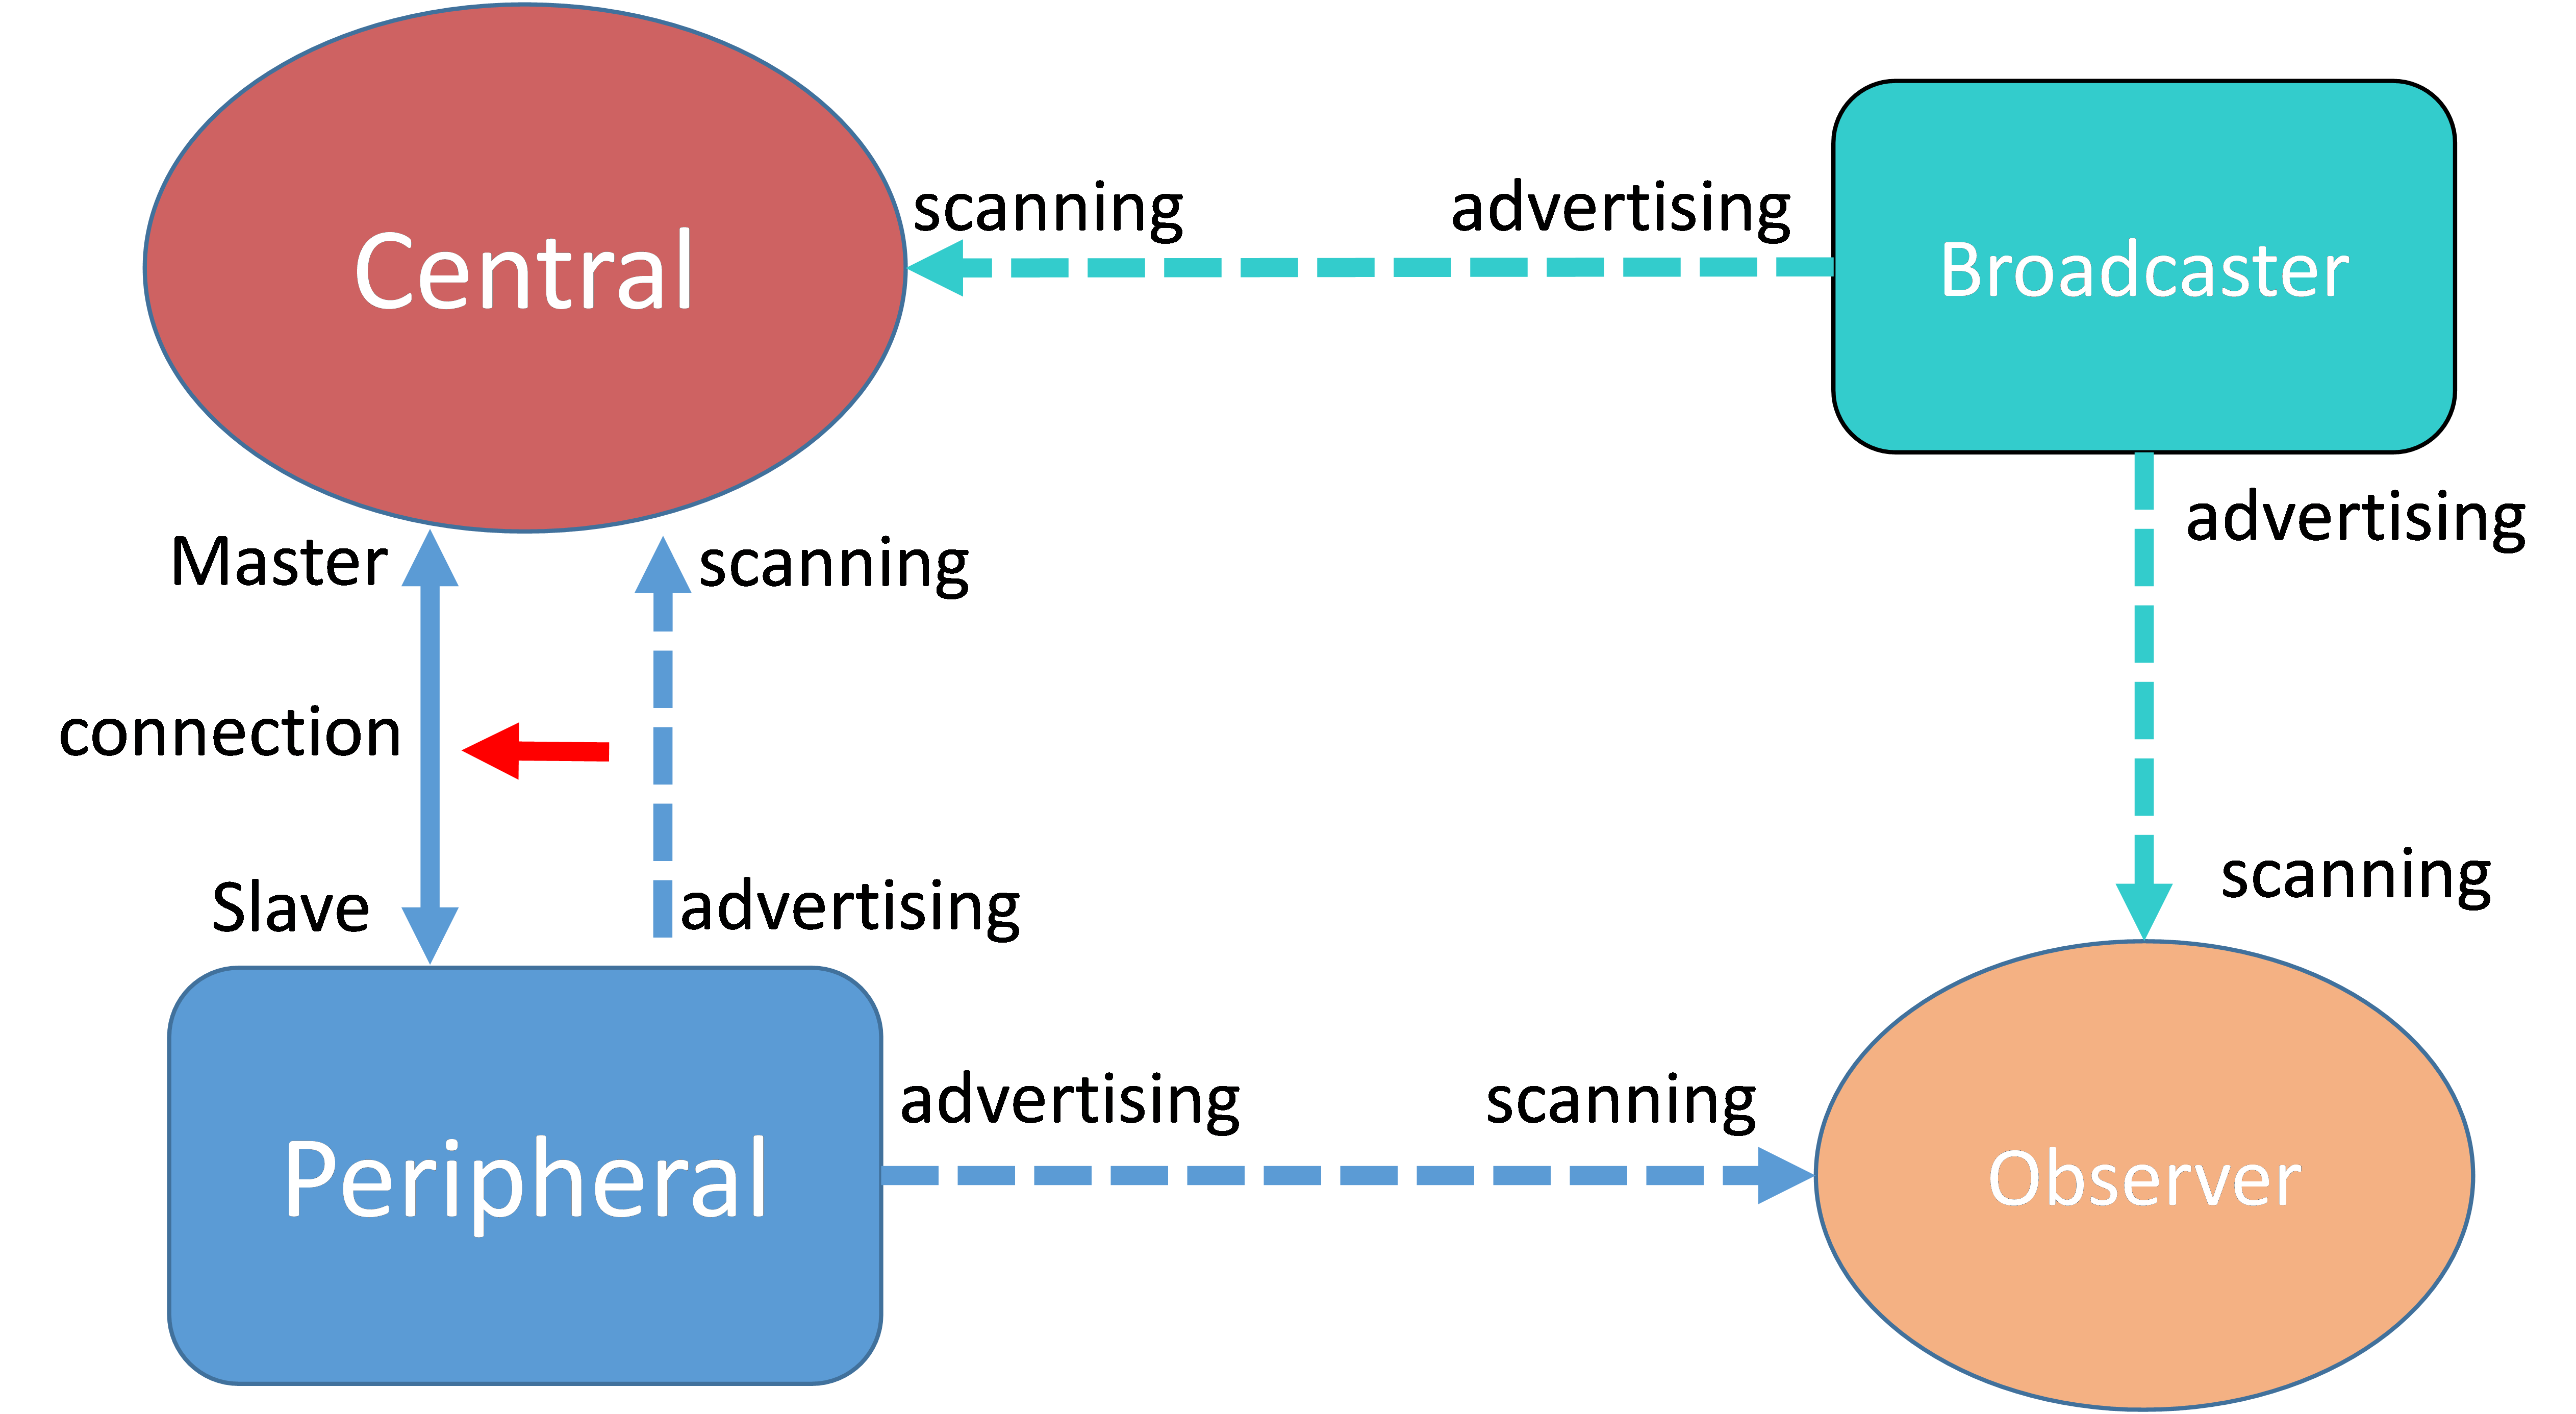 scanning
advertising
Central
Broadcaster
advertising
Master
scanning
connection
scanning
Slave
advertising
advertising
scanning
Peripheral
Observer